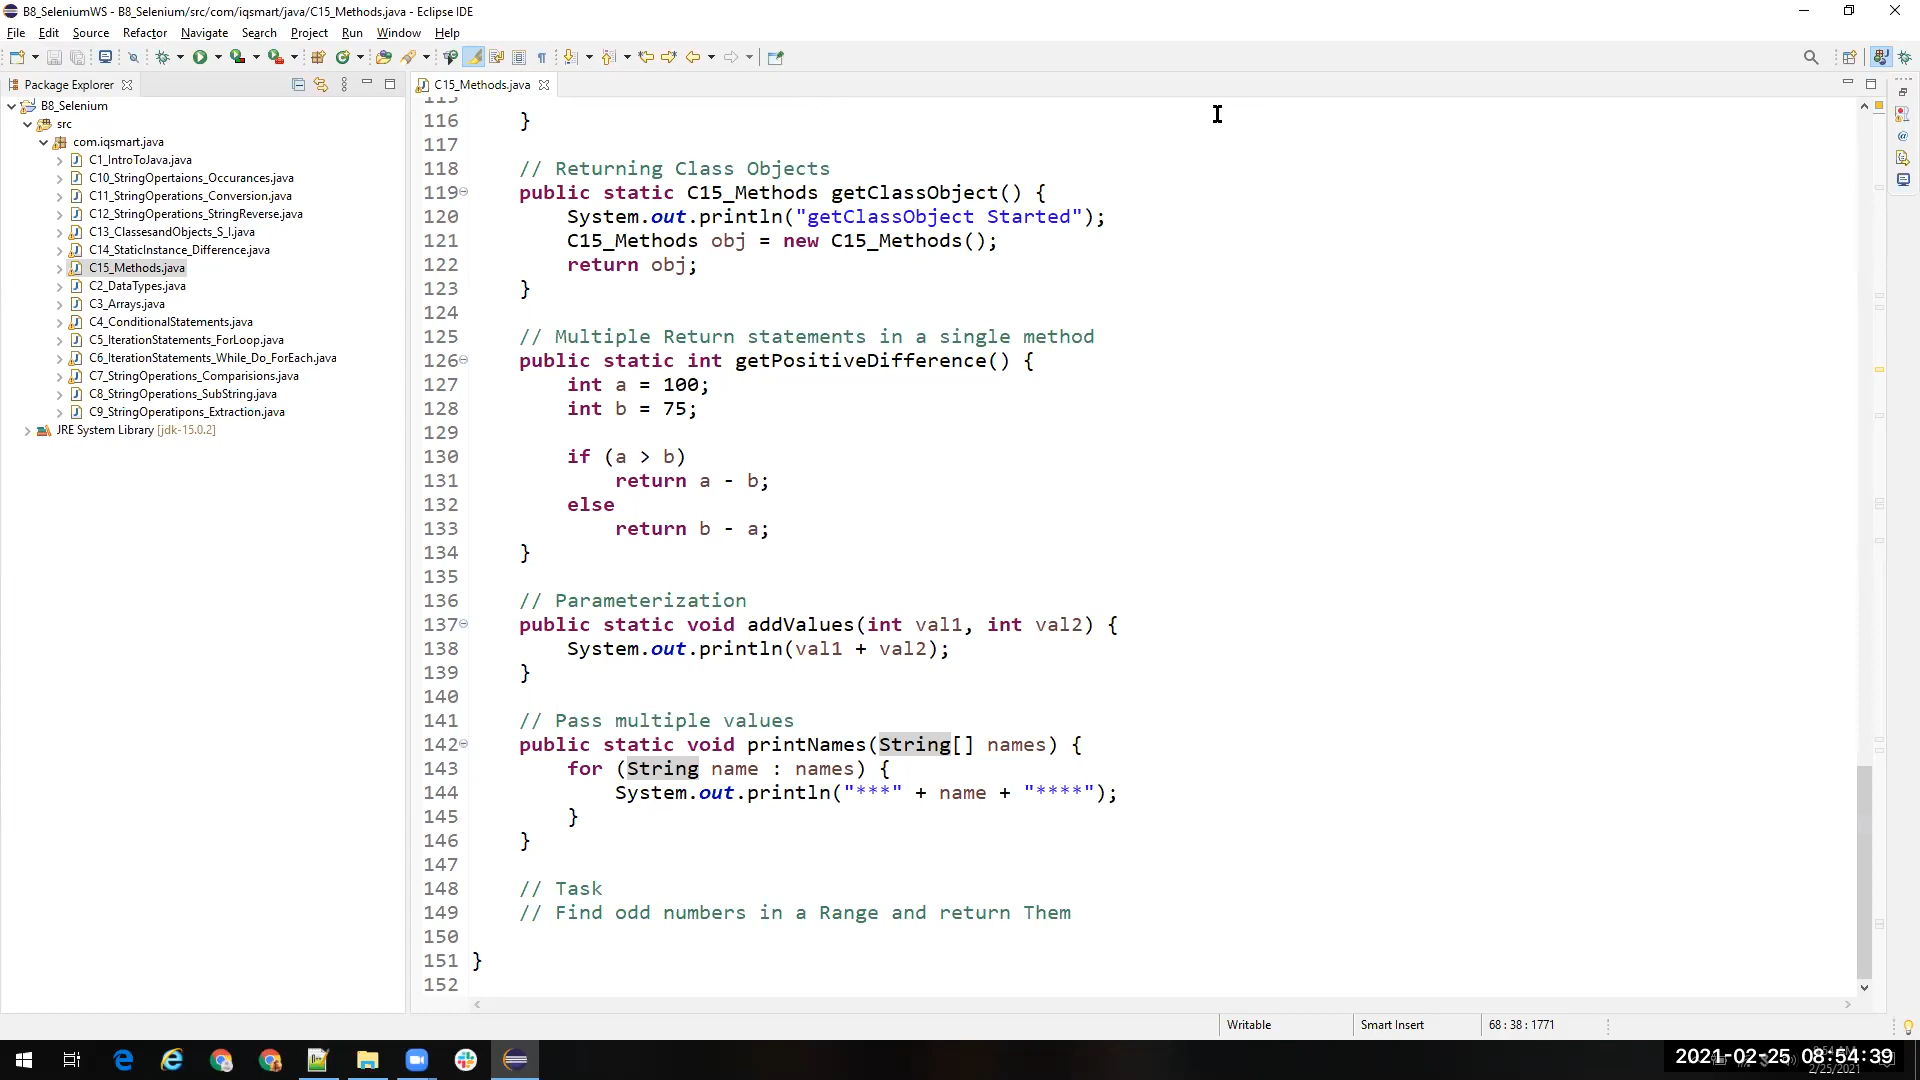 B8_SeleniumWS - B8_Selenium/src/com/iqsmart/java/C15_Methods.java - Eclipse IDE
File Edit Source Refactor Navigate Search Project Run Window Help
Package Explorer
B8_Selenium
src
com.iqsmart.java
C1_IntroToJava.java
C10_StringOpertaions_Occurances.java
C11_StringOperations_Conversion.java
C12_StringOperations_StringReverse.java
C13_ClassesandObjects_S_I.java
C14_StaticInstance_Difference.java
C15_Methods.java
C2_DataTypes.java
C3_Arrays.java
C4_ConditionalStatements.java
C5_IterationStatements_ForLoop.java
C6_IterationStatements_While_Do_ForEach.java
C7_StringOperations_Comparisions.java
C8_StringOperations_SubString.java
C9_StringOperatipons_Extraction.java
JRE System Library [jdk-15.0.2]
C15_Methods.java
115
116 }
117
118 // Returning Class Objects
119 public static C15_Methods getClassObject() {
120 System.out.println("getClassObject Started");
121 C15_Methods obj = new C15_Methods();
122 return obj;
123 }
124
125 // Multiple Return statements in a single method
126 public static int getPositiveDifference() {
127 int a = 100;
128 int b = 75;
129
130 if (a > b)
131 return a - b;
132 else
133 return b - a;
134 }
135
136 // Parameterization
137 public static void addValues(int val1, int val2) {
138 System.out.println(val1 + val2);
139 }
140
141 // Pass multiple values
142 public static void printNames(String[] names) {
143 for (String name : names) {
144 System.out.println("***" + name + "****");
145 }
146 }
147
148 // Task
149 // Find odd numbers in a Range and return Them
150
151 }
152
Writable Smart Insert 68 : 38 : 1771
2021-02-25 08:54:39
2/25/2021